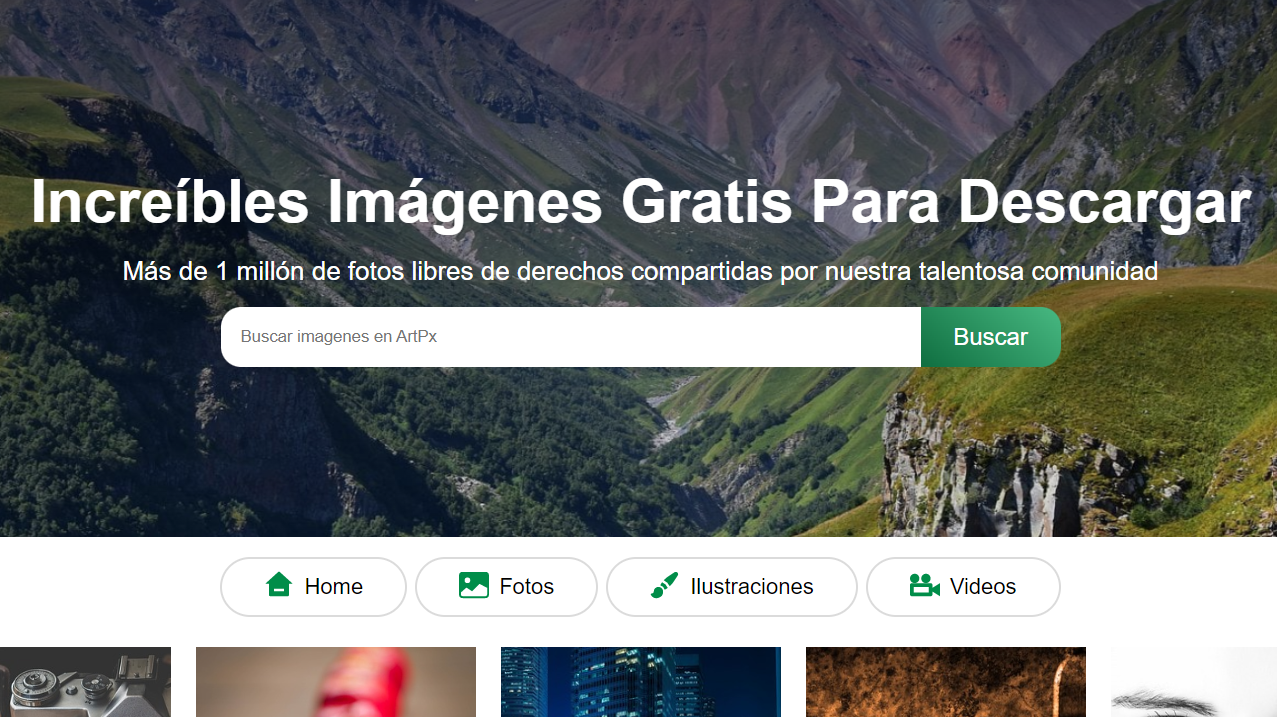 Increíbles Imágenes Gratis Para Descargar
Más de 1 millón de fotos libres de derechos compartidas por nuestra talentosa comunidad
Buscar imagenes en ArtPx
Buscar
Home
Fotos
Ilustraciones
Videos